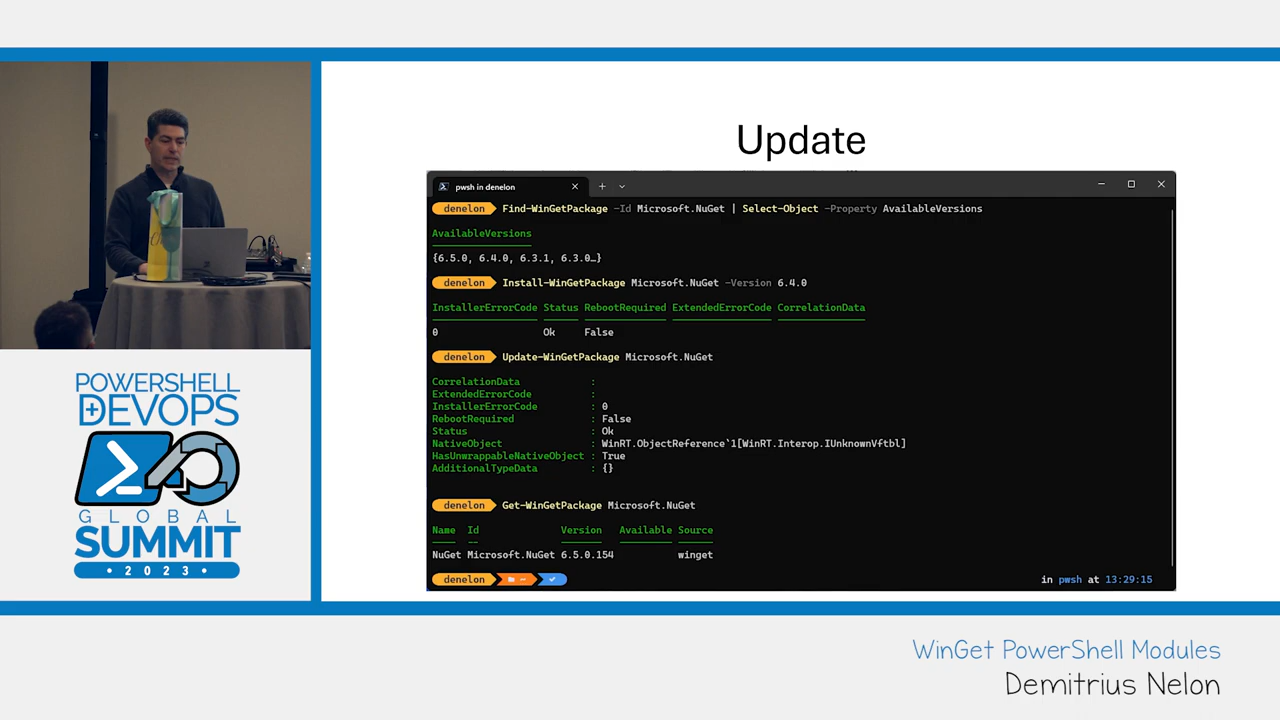 Update
pwsh in denelon
denelon Find-WinGetPackage -Id Microsoft.NuGet | Select-Object -Property AvailableVersions
AvailableVersions
{6.5.0, 6.4.0, 6.3.1, 6.3.0…}
denelon Install-WinGetPackage Microsoft.NuGet -Version 6.4.0
InstallerErrorCode Status RebootRequired ExtendedErrorCode CorrelationData
0 Ok False
denelon Update-WinGetPackage Microsoft.NuGet
CorrelationData :
ExtendedErrorCode :
InstallerErrorCode : 0
RebootRequired : False
Status : Ok
NativeObject : WinRT.ObjectReference`1[WinRT.Interop.IUnknownVftbl]
HasUnwrappableNativeObject : True
AdditionalTypeData : {}
denelon Get-WinGetPackage Microsoft.NuGet
Name Id Version Available Source
NuGet Microsoft.NuGet 6.5.0.154 winget
denelon
in pwsh at 13:29:15
POWERSHELL
+DEVOPS
GLOBAL
SUMMIT
• 2023 •
WinGet PowerShell Modules
Demitrius Nelon